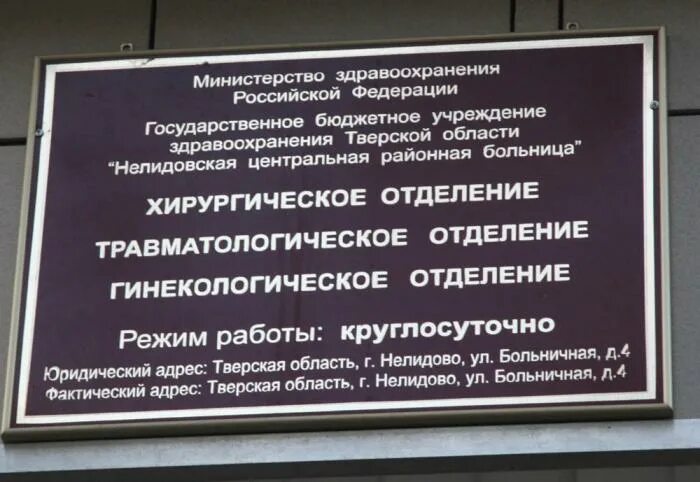 Министерство здравоохранения
Российской Федерации
Государственное бюджетное учреждение
здравоохранения Тверской области
"Нелидовская центральная районная больница"
ХИРУРГИЧЕСКОЕ ОТДЕЛЕНИЕ
ТРАВМАТОЛОГИЧЕСКОЕ ОТДЕЛЕНИЕ
ГИНЕКОЛОГИЧЕСКОЕ ОТДЕЛЕНИЕ
Режим работы: круглосуточно
Юридический адрес: Тверская область, г. Нелидово, ул. Больничная, д.4
Фактический адрес: Тверская область, г. Нелидово, ул. Больничная, д.4